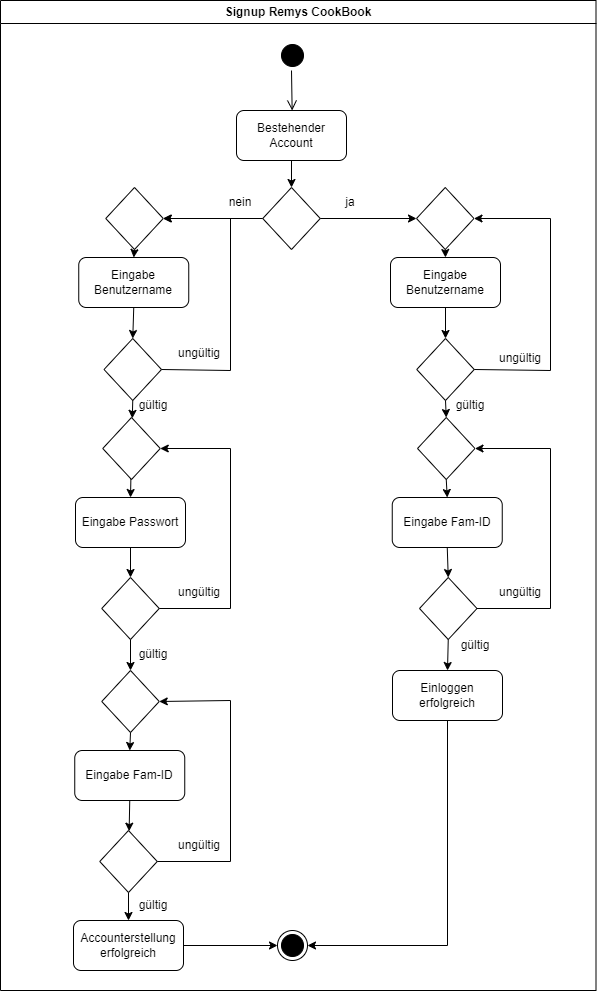 Signup Remys CookBook
Bestehender
Account
nein
ja
Eingabe
Benutzername
ungültig
gültig
Eingabe Passwort
ungültig
gültig
Eingabe Fam-ID
ungültig
gültig
Accounterstellung
erfolgreich
Eingabe
Benutzername
ungültig
gültig
Eingabe Fam-ID
ungültig
gültig
Einloggen
erfolgreich